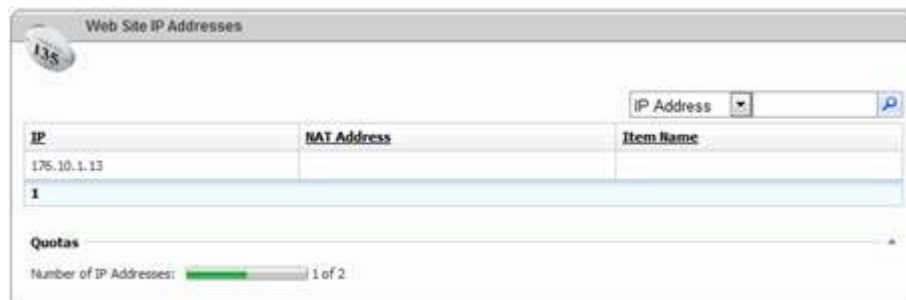 Web Site IP Addresses
135
IP Address
IP NAT Address Item Name
176.10.1.13
1
Quotas
Number of IP Addresses: 1 of 2